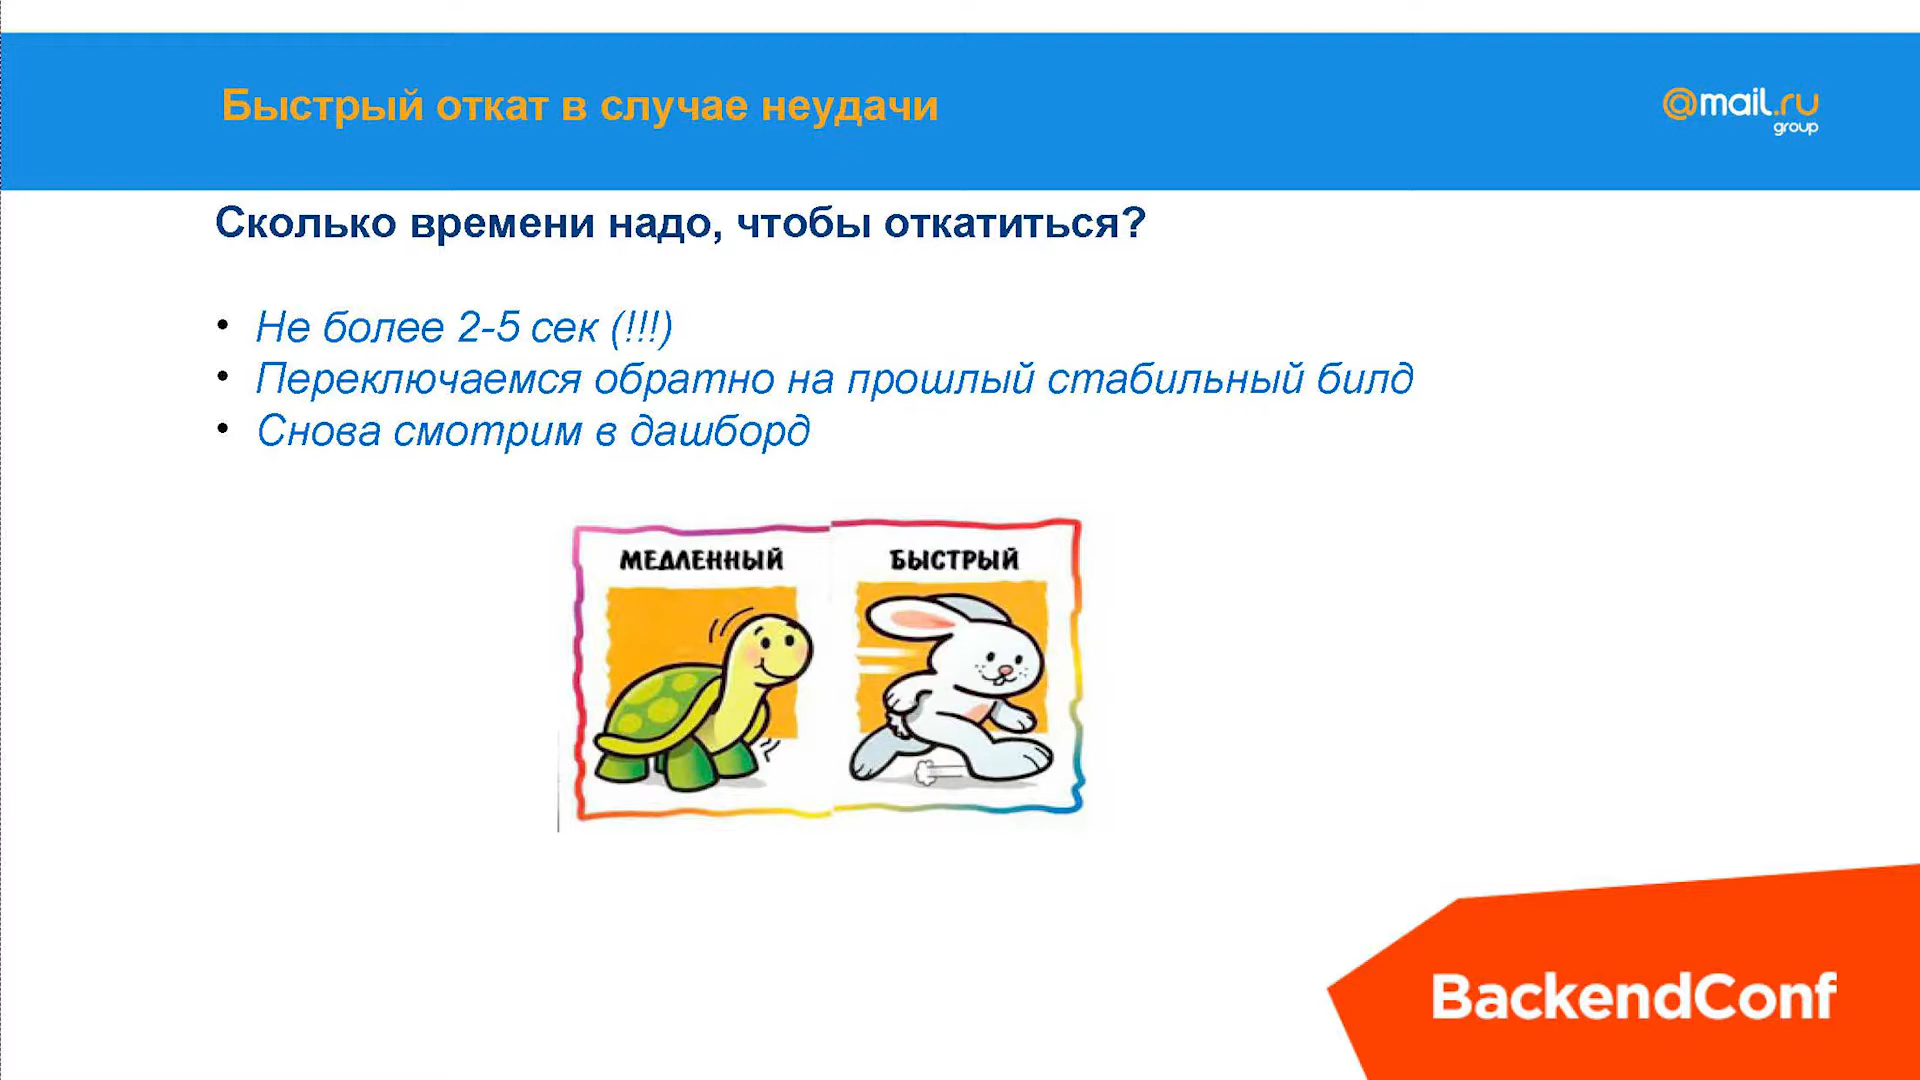 Быстрый откат в случае неудачи
@mail.ru
group
Сколько времени надо, чтобы откатиться?
• Не более 2-5 сек (!!!)
• Переключаемся обратно на прошлый стабильный билд
• Снова смотрим в дашборд
МЕДЛЕННЫЙ
БЫСТРЫЙ
BackendConf